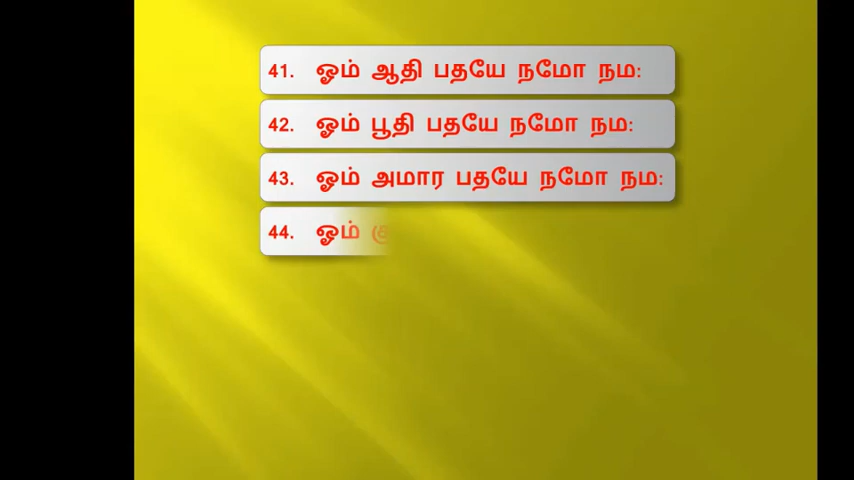 41. ஓம் ஆதி பதயே நமோ நம:
42. ஓம் பூதி பதயே நமோ நம:
43. ஓம் அமார பதயே நமோ நம:
44. ஓம்